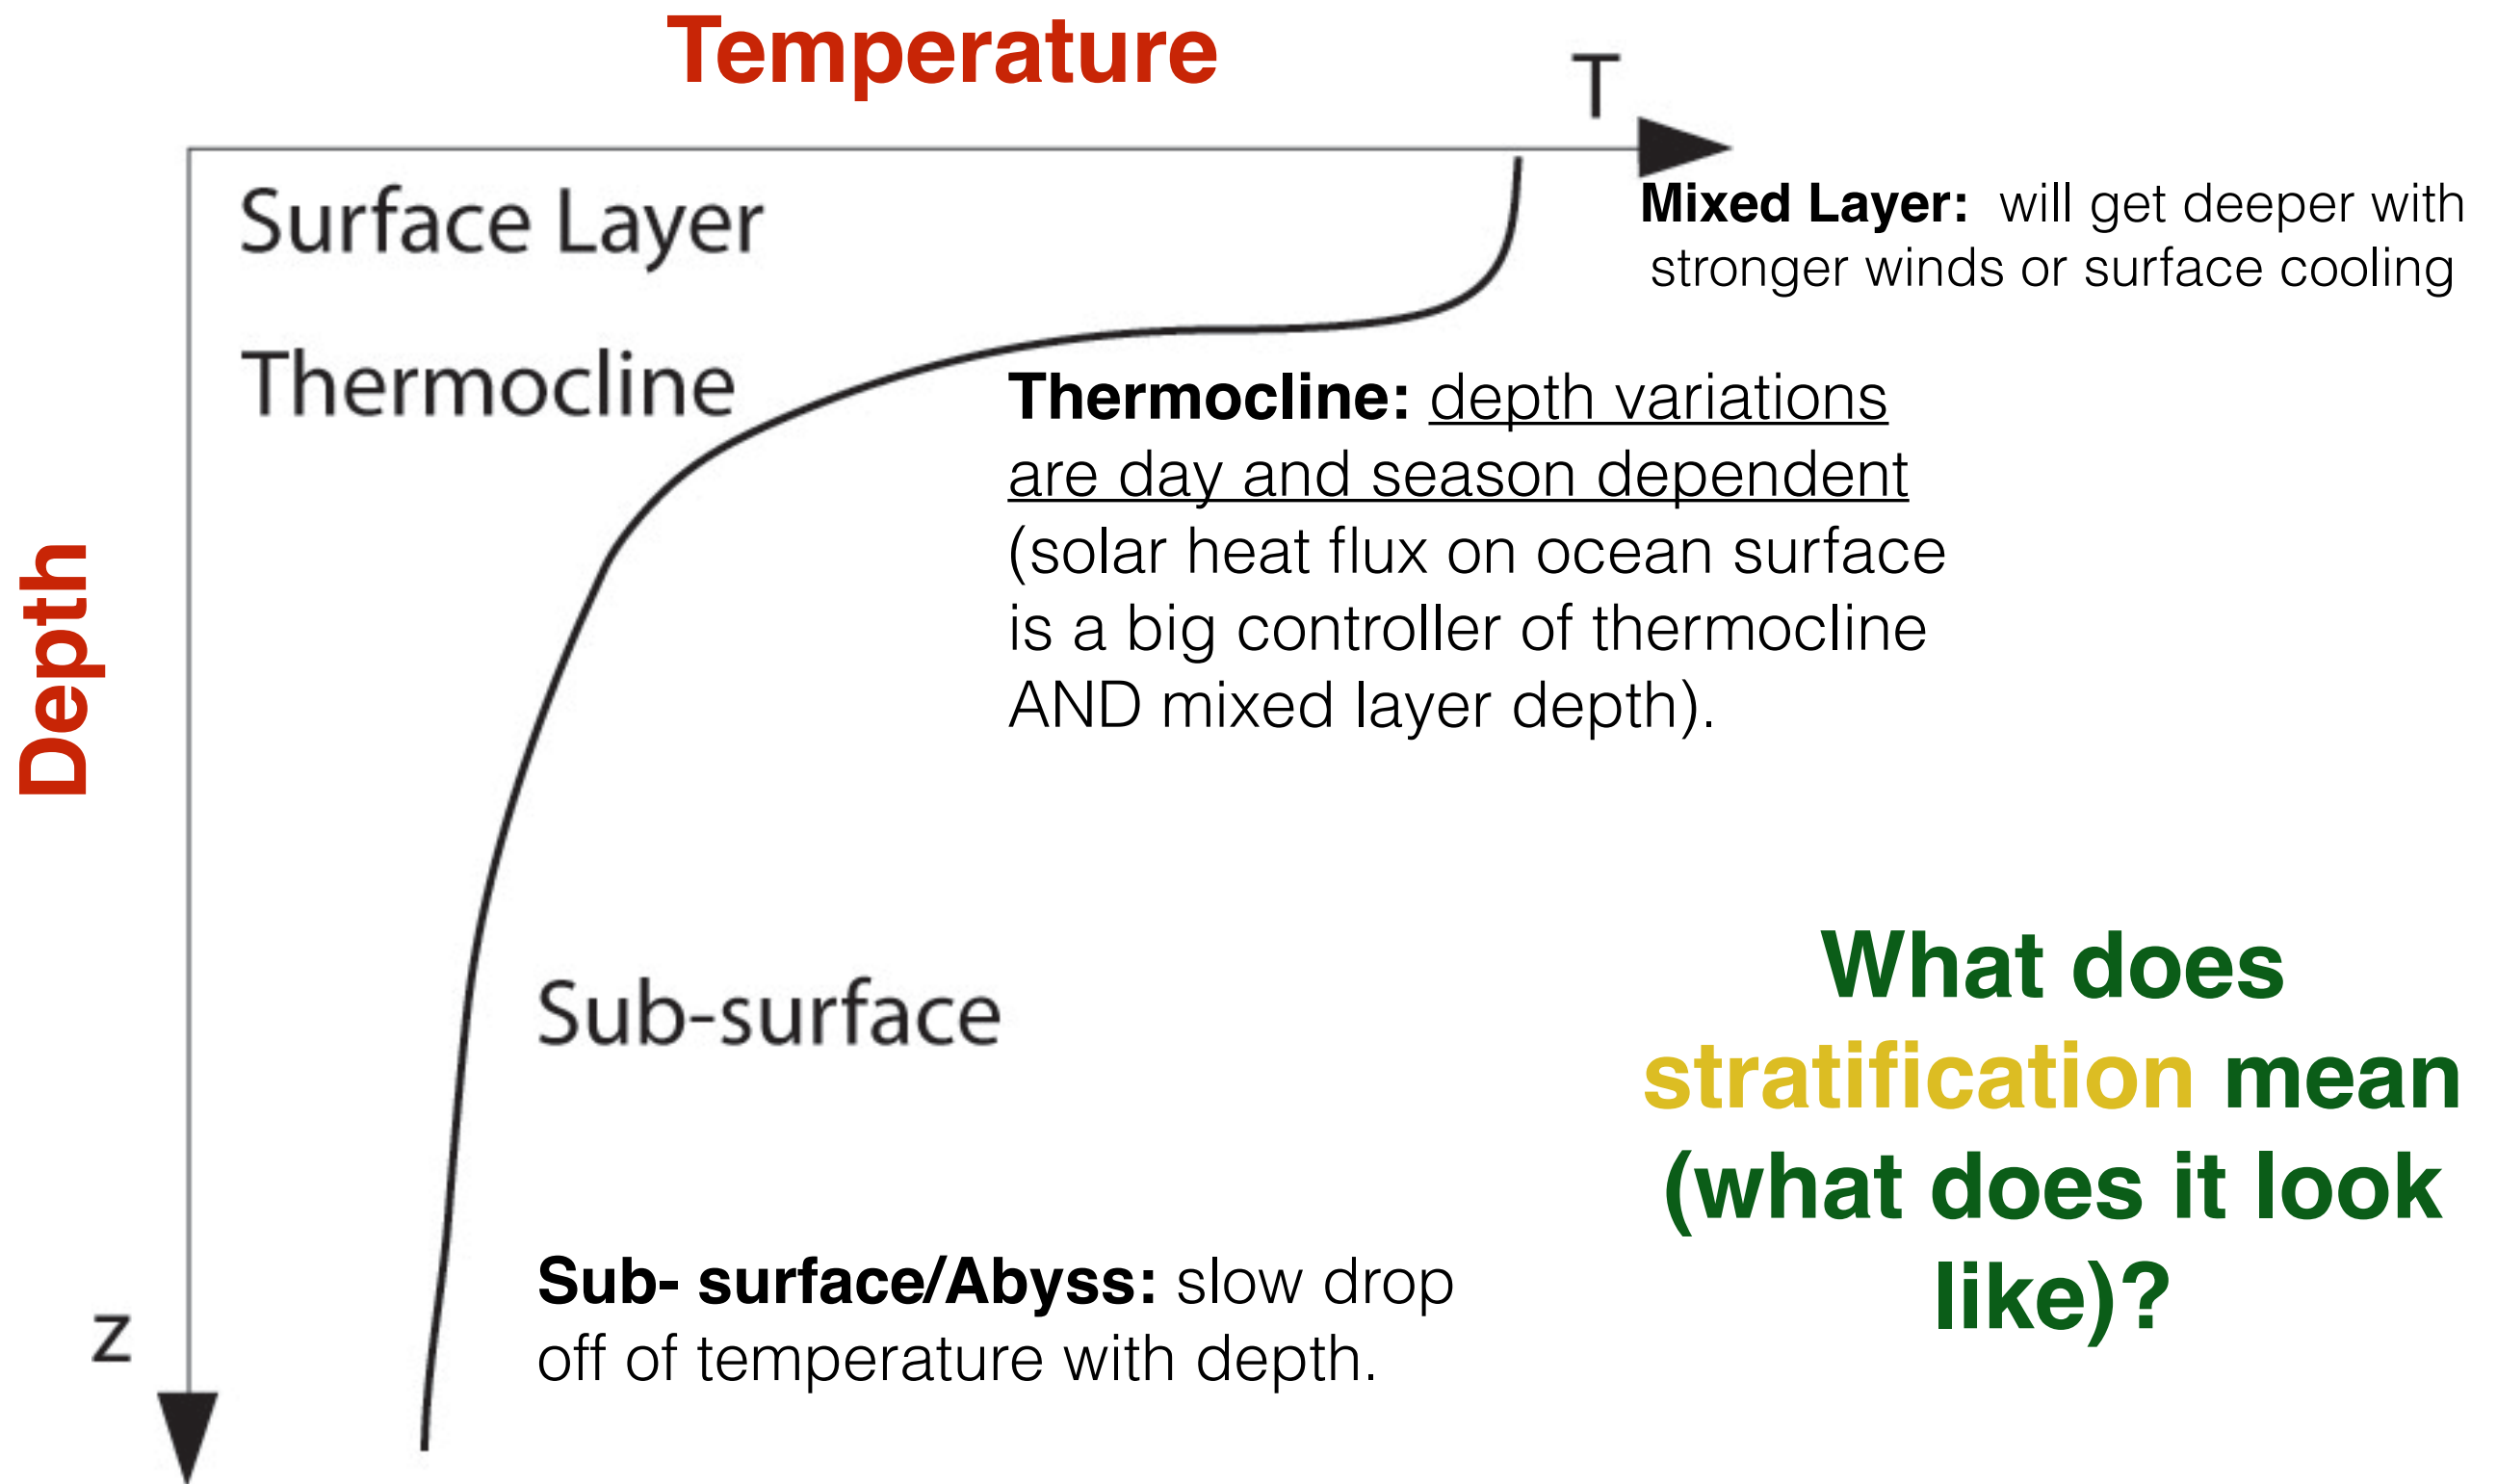 Temperature
T
Surface Layer
Mixed Layer: will get deeper with
stronger winds or surface cooling
Thermocline
Thermocline: depth variations
are day and season dependent
(solar heat flux on ocean surface
is a big controller of thermocline
AND mixed layer depth).
Depth
Sub-surface
What does
stratification mean
(what does it look
like)?
Sub- surface/Abyss: slow drop
off of temperature with depth.
z